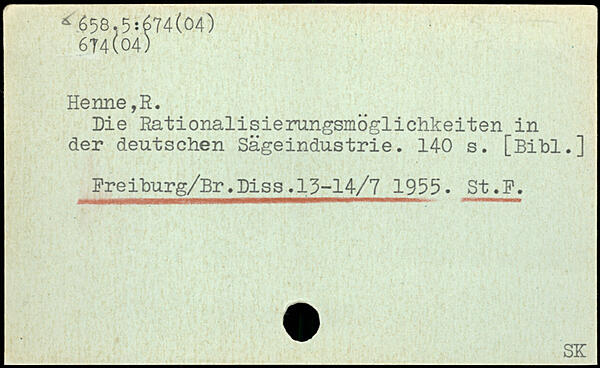 658.5:674(04)
674(04)
Henne,R.
Die Rationalisierungsmöglichkeiten in
der deutschen Sägeindustrie. 140 s. [Bibl.]
Freiburg/Br.Diss.13-14/7 1955. St.F.
SK